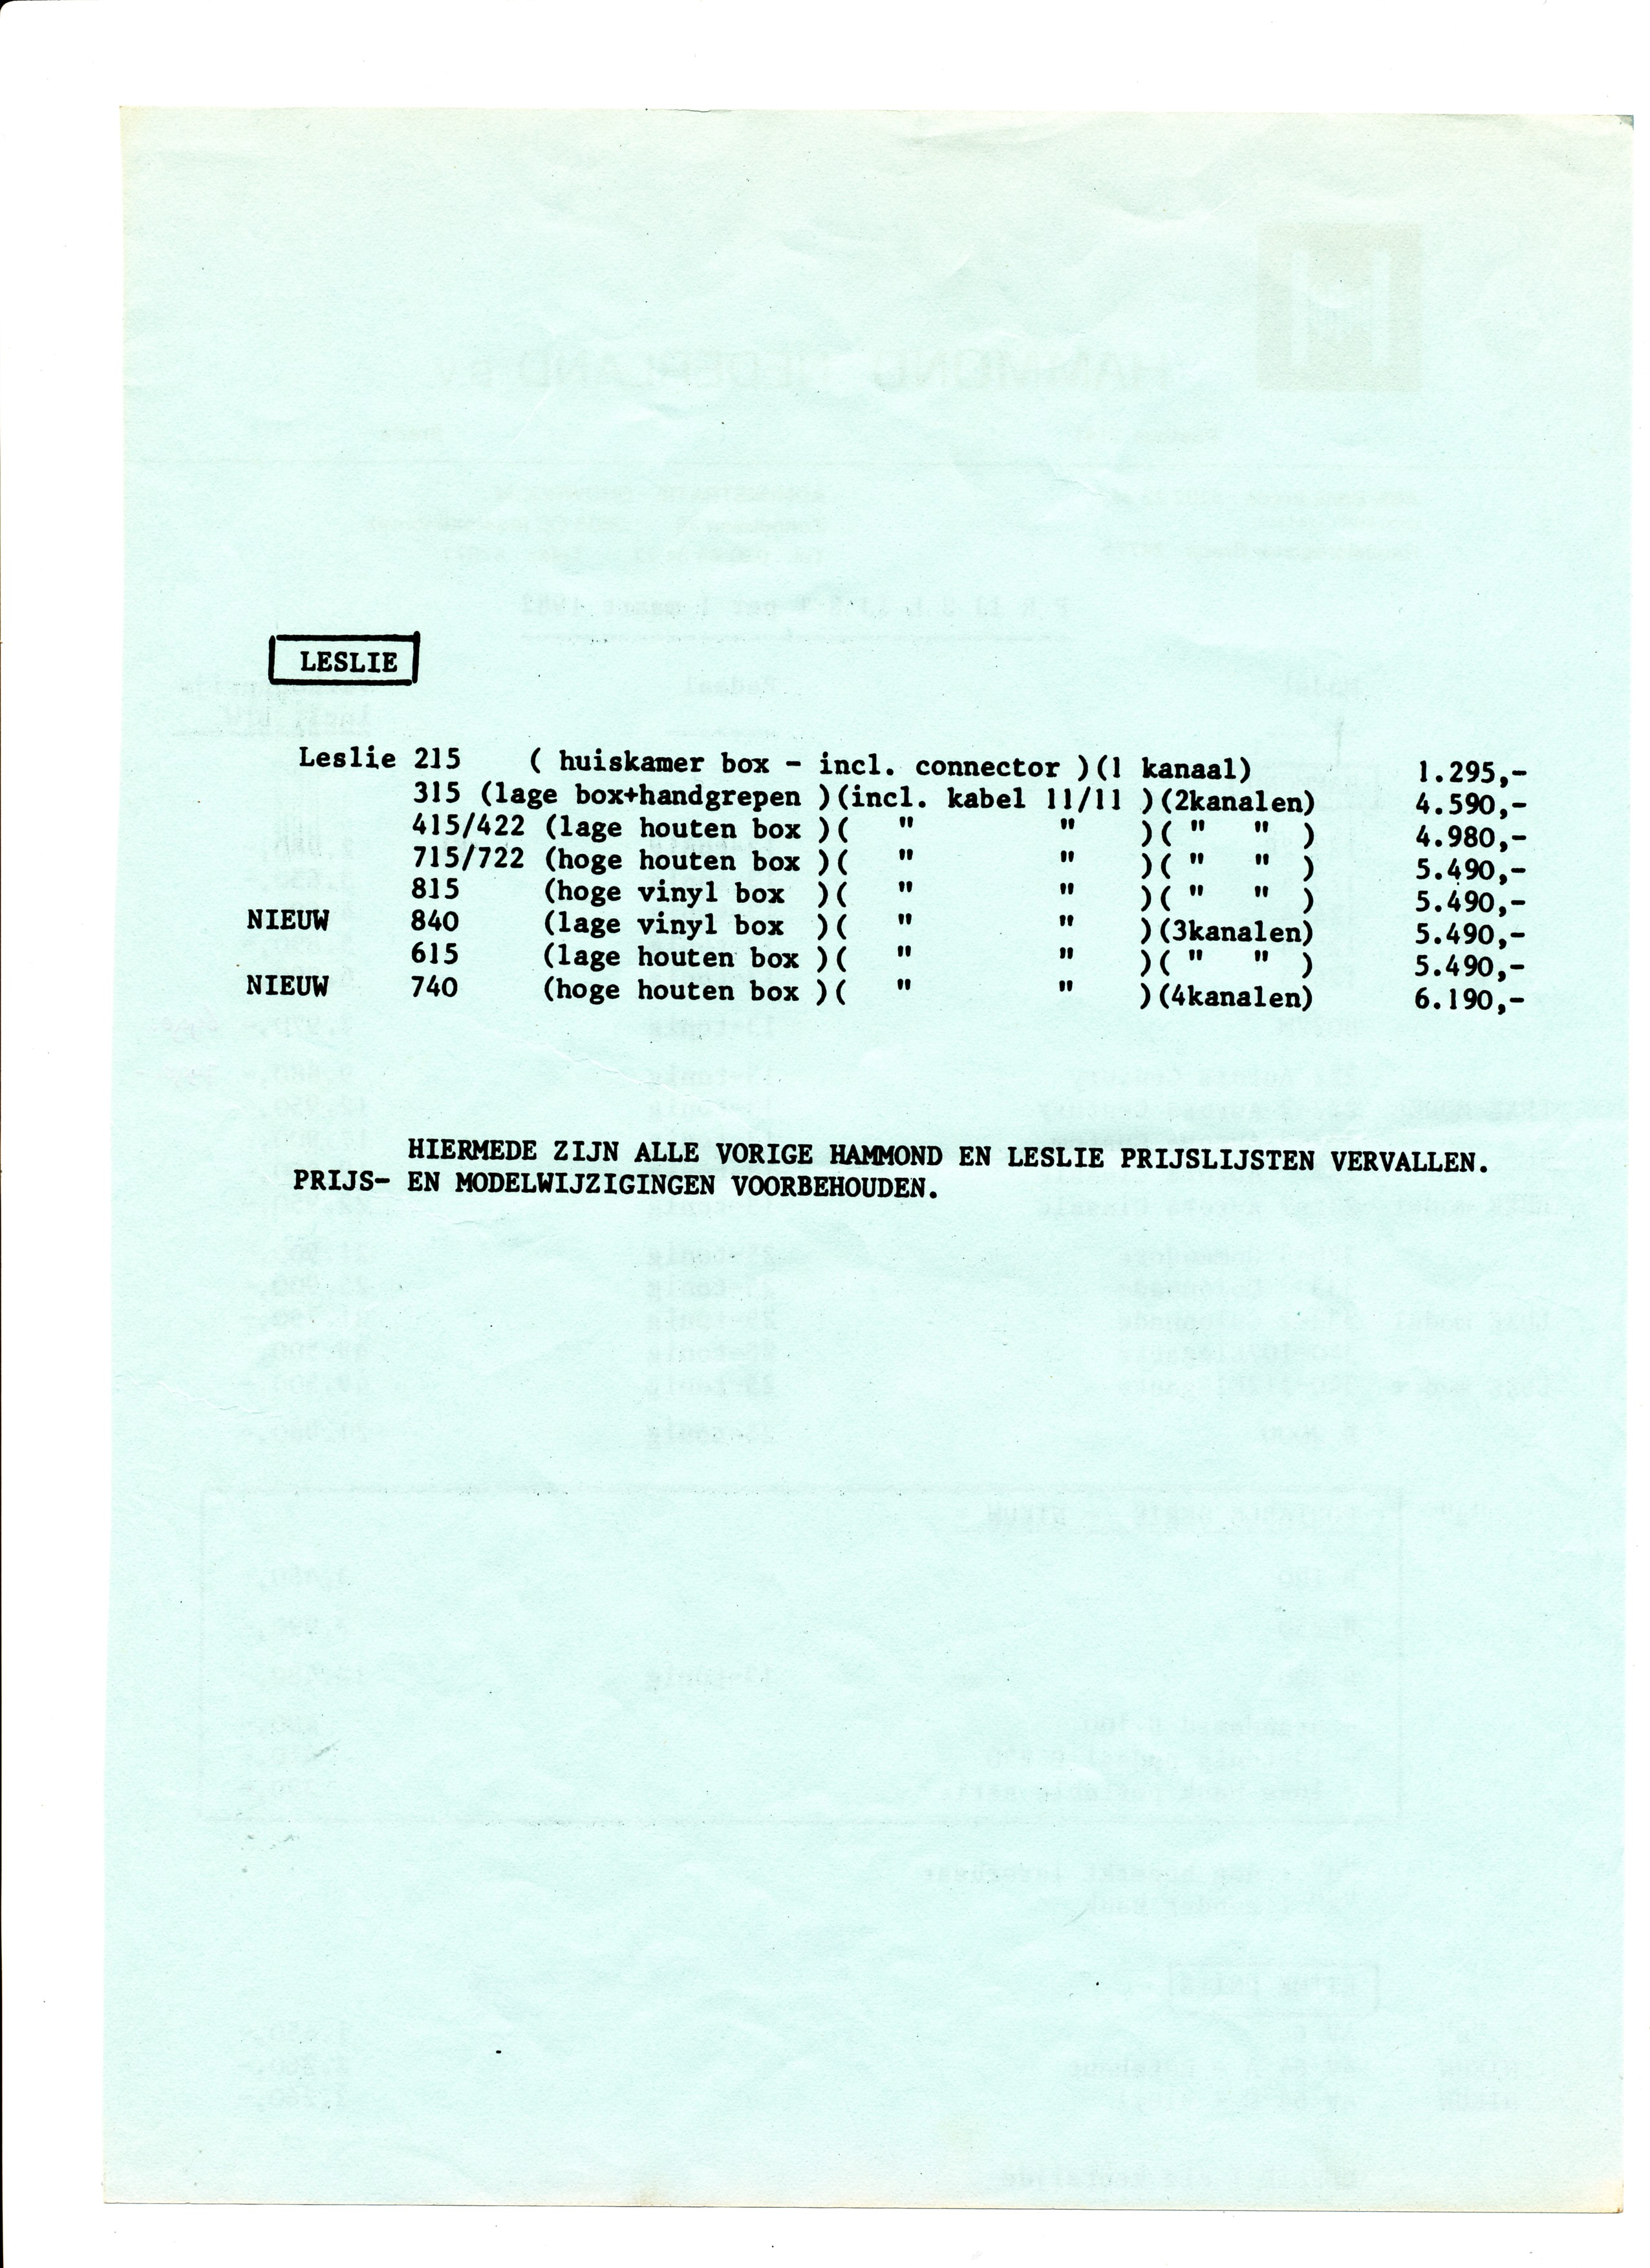 LESLIE
Leslie 215 ( huiskamer box - incl. connector )(1 kanaal) 1.295,-
315 (lage box+handgrepen )(incl. kabel 11/11 )(2kanalen) 4.590,-
415/422 (lage houten box )( " " )( " " ) 4.980,-
715/722 (hoge houten box )( " " )( " " ) 5.490,-
815 (hoge vinyl box )( " " )( " " ) 5.490,-
NIEUW 840 (lage vinyl box )( " " )(3kanalen) 5.490,-
615 (lage houten box )( " " )( " " ) 5.490,-
NIEUW 740 (hoge houten box )( " " )(4kanalen) 6.190,-
HIERMEDE ZIJN ALLE VORIGE HAMMOND EN LESLIE PRIJSLIJSTEN VERVALLEN.
PRIJS- EN MODELWIJZIGINGEN VOORBEHOUDEN.